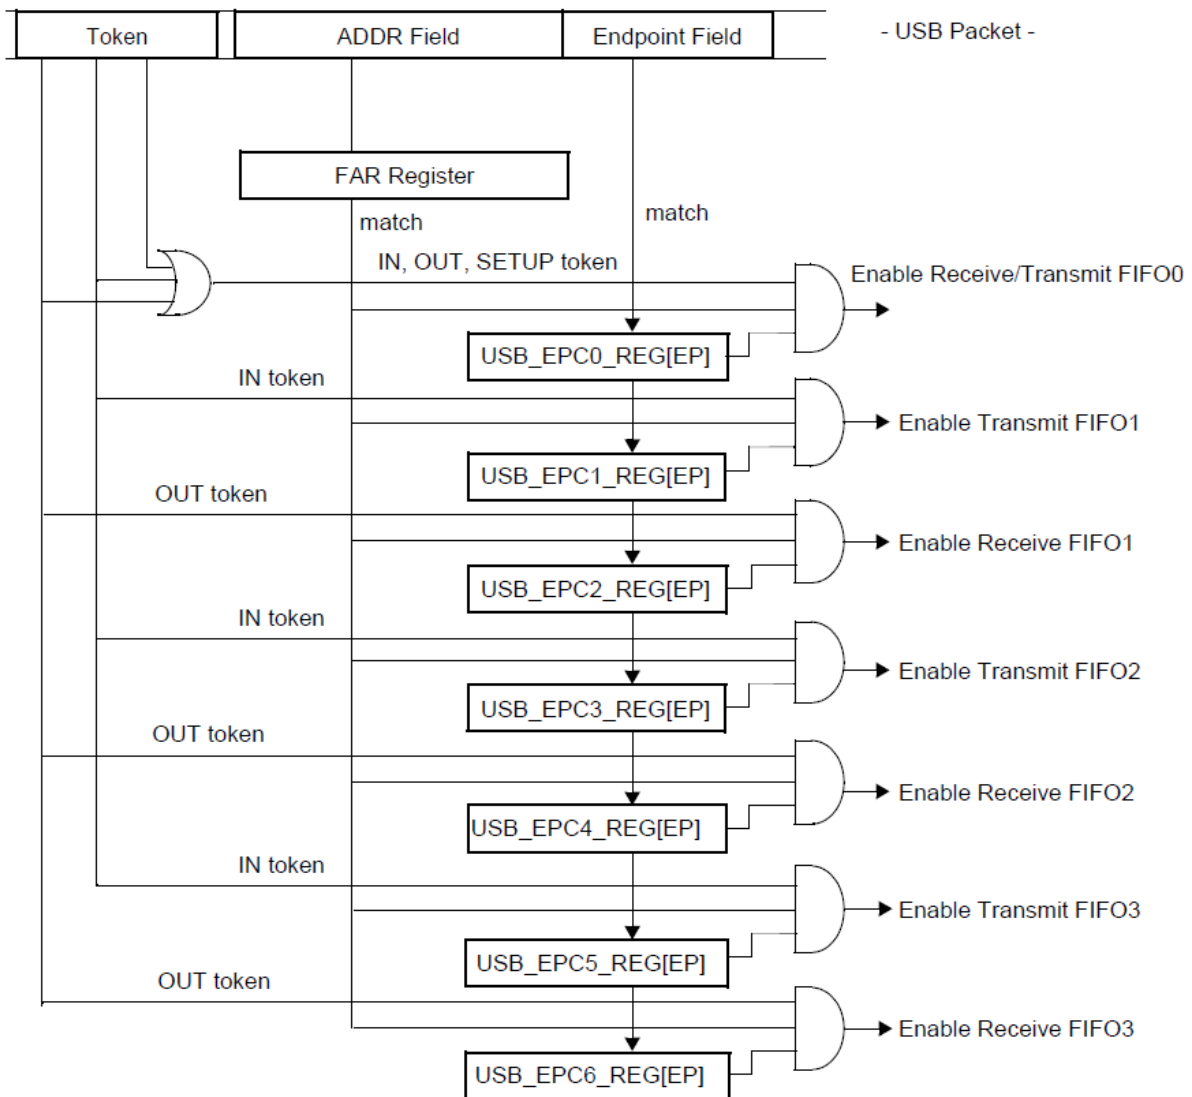 Token
ADDR Field
Endpoint Field
- USB Packet -
FAR Register
match
match
IN, OUT, SETUP token
Enable Receive/Transmit FIFO0
USB_EPC0_REG[EP]
IN token
Enable Transmit FIFO1
USB_EPC1_REG[EP]
OUT token
Enable Receive FIFO1
USB_EPC2_REG[EP]
IN token
Enable Transmit FIFO2
USB_EPC3_REG[EP]
OUT token
Enable Receive FIFO2
USB_EPC4_REG[EP]
IN token
Enable Transmit FIFO3
USB_EPC5_REG[EP]
OUT token
Enable Receive FIFO3
USB_EPC6_REG[EP]